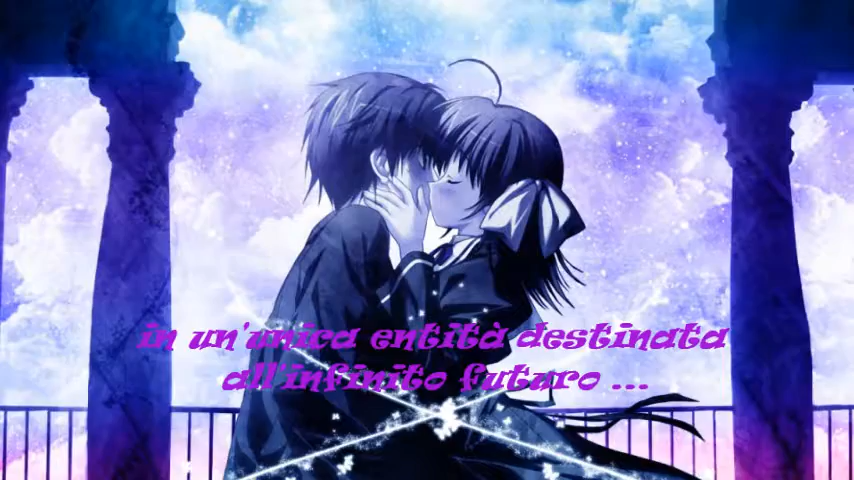 in un'unica entità destinata
all'infinito futuro ...